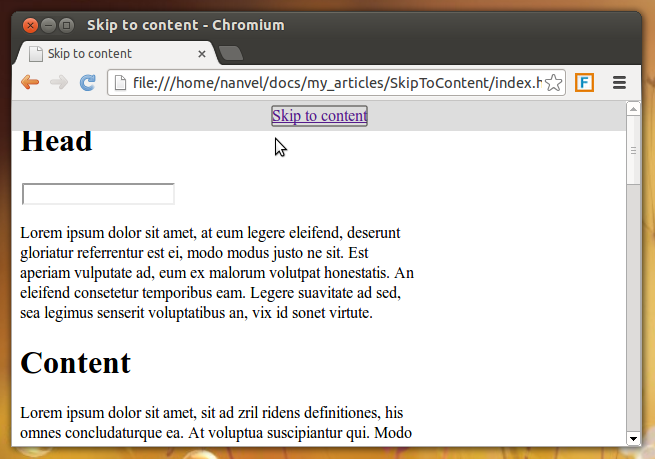 Skip to content - Chromium
Skip to content
file:///home/nanvel/docs/my_articles/SkipToContent/index.h
F
Skip to content
Head
Lorem ipsum dolor sit amet, at eum legere eleifend, deserunt
gloriatur referrentur est ei, modo modus justo ne sit. Est
aperiam vulputate ad, eum ex malorum volutpat honestatis. An
eleifend consetetur temporibus eam. Legere suavitate ad sed,
sea legimus senserit voluptatibus an, vix id sonet virtute.
Content
Lorem ipsum dolor sit amet, sit ad zril ridens definitiones, his
omnes concludaturque ea. At voluptua suscipiantur qui. Modo